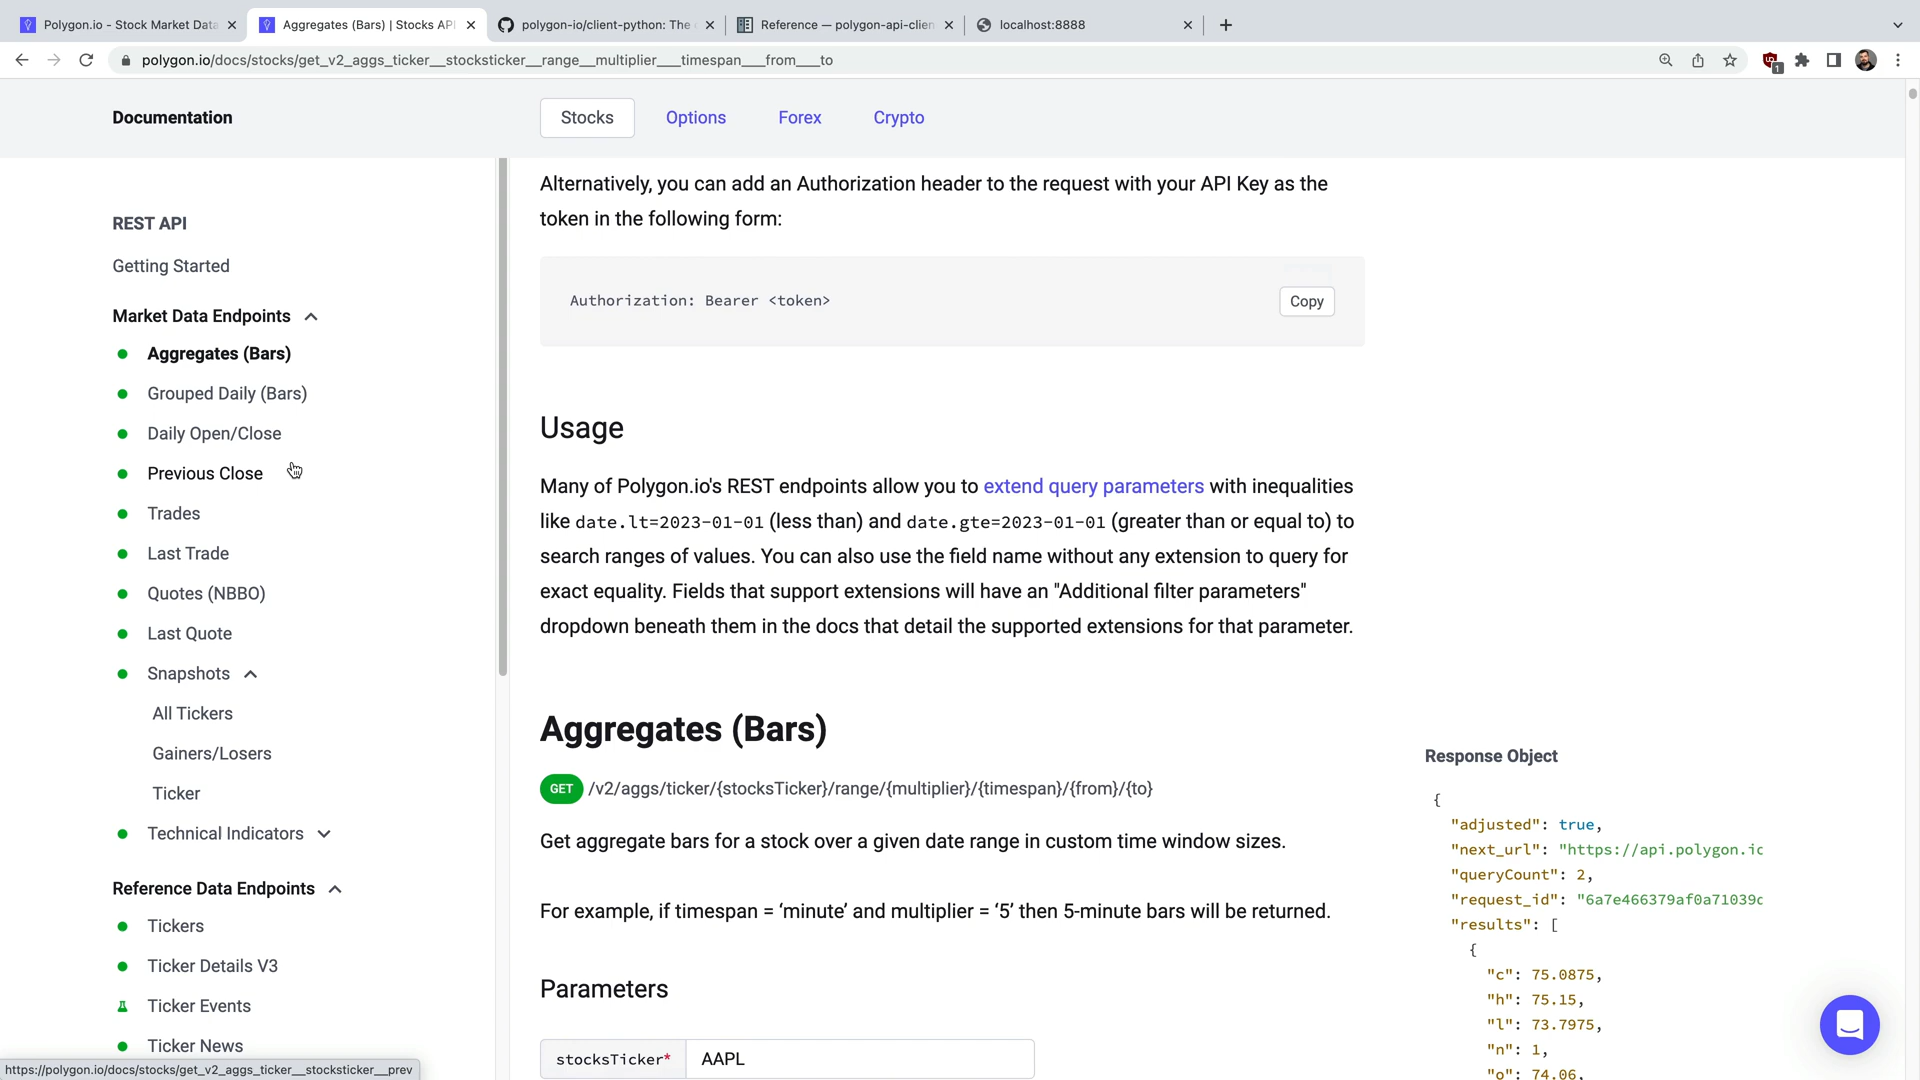 Polygon.io - Stock Market Data
Aggregates (Bars) | Stocks API
polygon-io/client-python: The
Reference — polygon-api-clien
localhost:8888
polygon.io/docs/stocks/get_v2_aggs_ticker__stocksticker__range__multiplier___timespan___from___to
1
Documentation
Stocks
Options
Forex
Crypto
REST API
Getting Started
Market Data Endpoints
Aggregates (Bars)
Grouped Daily (Bars)
Daily Open/Close
Previous Close
Trades
Last Trade
Quotes (NBBO)
Last Quote
Snapshots
All Tickers
Gainers/Losers
Ticker
Technical Indicators
Reference Data Endpoints
Tickers
Ticker Details V3
Ticker Events
Ticker News
https://polygon.io/docs/stocks/get_v2_aggs_ticker__stocksticker__prev
Alternatively, you can add an Authorization header to the request with your API Key as the
token in the following form:
Authorization: Bearer <token>
Copy
Usage
Many of Polygon.io's REST endpoints allow you to extend query parameters with inequalities
like date.lt=2023-01-01 (less than) and date.gte=2023-01-01 (greater than or equal to) to
search ranges of values. You can also use the field name without any extension to query for
exact equality. Fields that support extensions will have an "Additional filter parameters"
dropdown beneath them in the docs that detail the supported extensions for that parameter.
Aggregates (Bars)
GET /v2/aggs/ticker/{stocksTicker}/range/{multiplier}/{timespan}/{from}/{to}
Get aggregate bars for a stock over a given date range in custom time window sizes.
For example, if timespan = ‘minute’ and multiplier = ‘5’ then 5-minute bars will be returned.
Parameters
stocksTicker* AAPL
Response Object
{
"adjusted": true,
"next_url": "https://api.polygon.io
"queryCount": 2,
"request_id": "6a7e466379af0a71039d
"results": [
{
"c": 75.0875,
"h": 75.15,
"l": 73.7975,
"n": 1,
"o": 74.06,